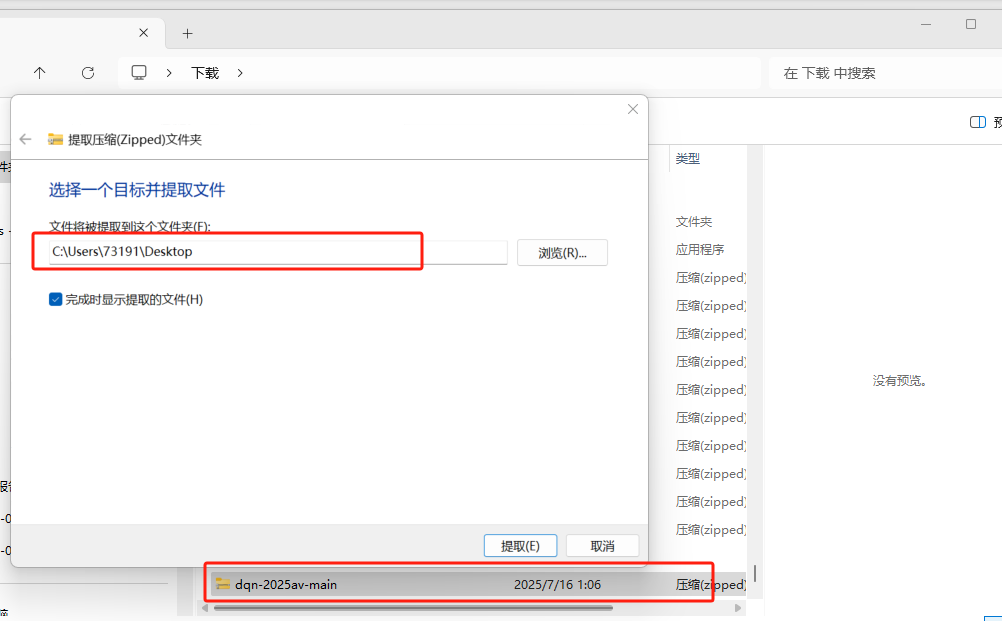 下载
在 下载 中搜索
提取压缩(Zipped)文件夹
选择一个目标并提取文件
文件将被提取到这个文件夹(F):
C:\Users\73191\Desktop
浏览(R)...
完成时显示提取的文件(H)
提取(E)
取消
类型
文件夹
应用程序
压缩(zipped)
压缩(zipped)
压缩(zipped)
压缩(zipped)
压缩(zipped)
压缩(zipped)
压缩(zipped)
压缩(zipped)
压缩(zipped)
压缩(zipped)
dqn-2025av-main 2025/7/16 1:06 压缩(zipped)
预
没有预览。